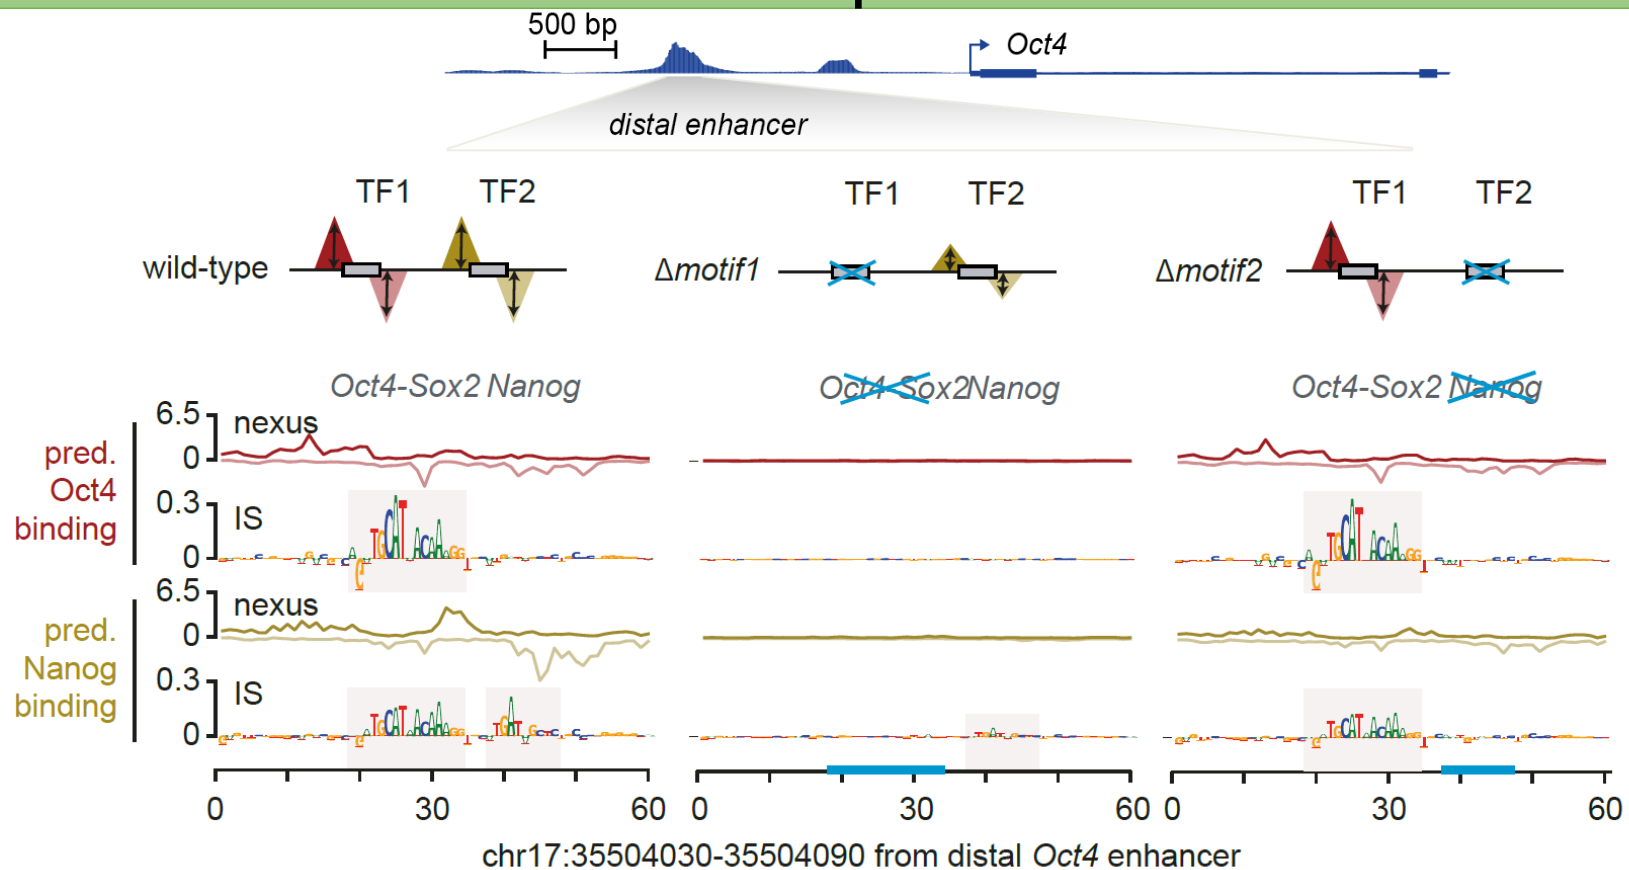 500 bp
Oct4
distal enhancer
TF1 TF2 TF1 TF2 TF1 TF2
wild-type Δmotif1 Δmotif2
Oct4-Sox2 Nanog Oct4-Sox2Nanog Oct4-Sox2 Nanog
6.5 nexus
0
pred.
Oct4
binding
0.3 IS
0
6.5 nexus
0
pred.
Nanog
binding
0.3 IS
0
0 30 60 0 30 60 0 30 60
chr17:35504030-35504090 from distal Oct4 enhancer